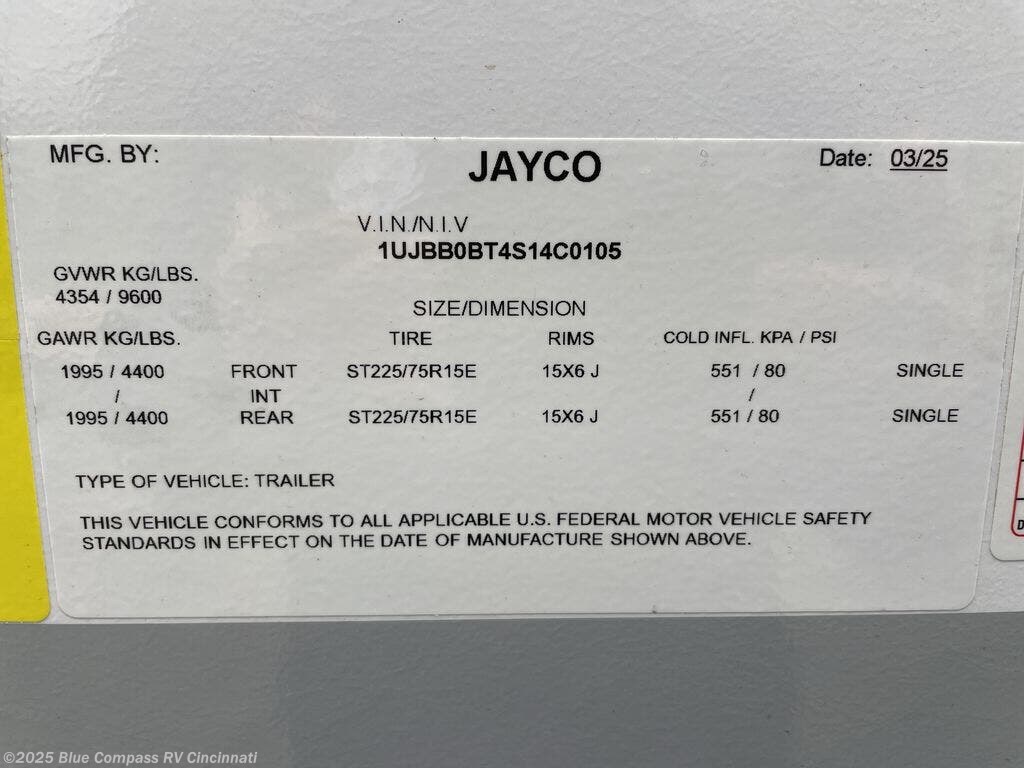 MFG. BY: JAYCO Date: 03/25
V.I.N./N.I.V
1UJBB0BT4S14C0105
GVWR KG/LBS.
4354 / 9600
SIZE/DIMENSION
GAWR KG/LBS. TIRE RIMS COLD INFL. KPA / PSI
1995 / 4400 FRONT ST225/75R15E 15X6 J 551 / 80 SINGLE
/ INT /
1995 / 4400 REAR ST225/75R15E 15X6 J 551 / 80 SINGLE
TYPE OF VEHICLE: TRAILER
THIS VEHICLE CONFORMS TO ALL APPLICABLE U.S. FEDERAL MOTOR VEHICLE SAFETY
STANDARDS IN EFFECT ON THE DATE OF MANUFACTURE SHOWN ABOVE.
D
©2025 Blue Compass RV Cincinnati